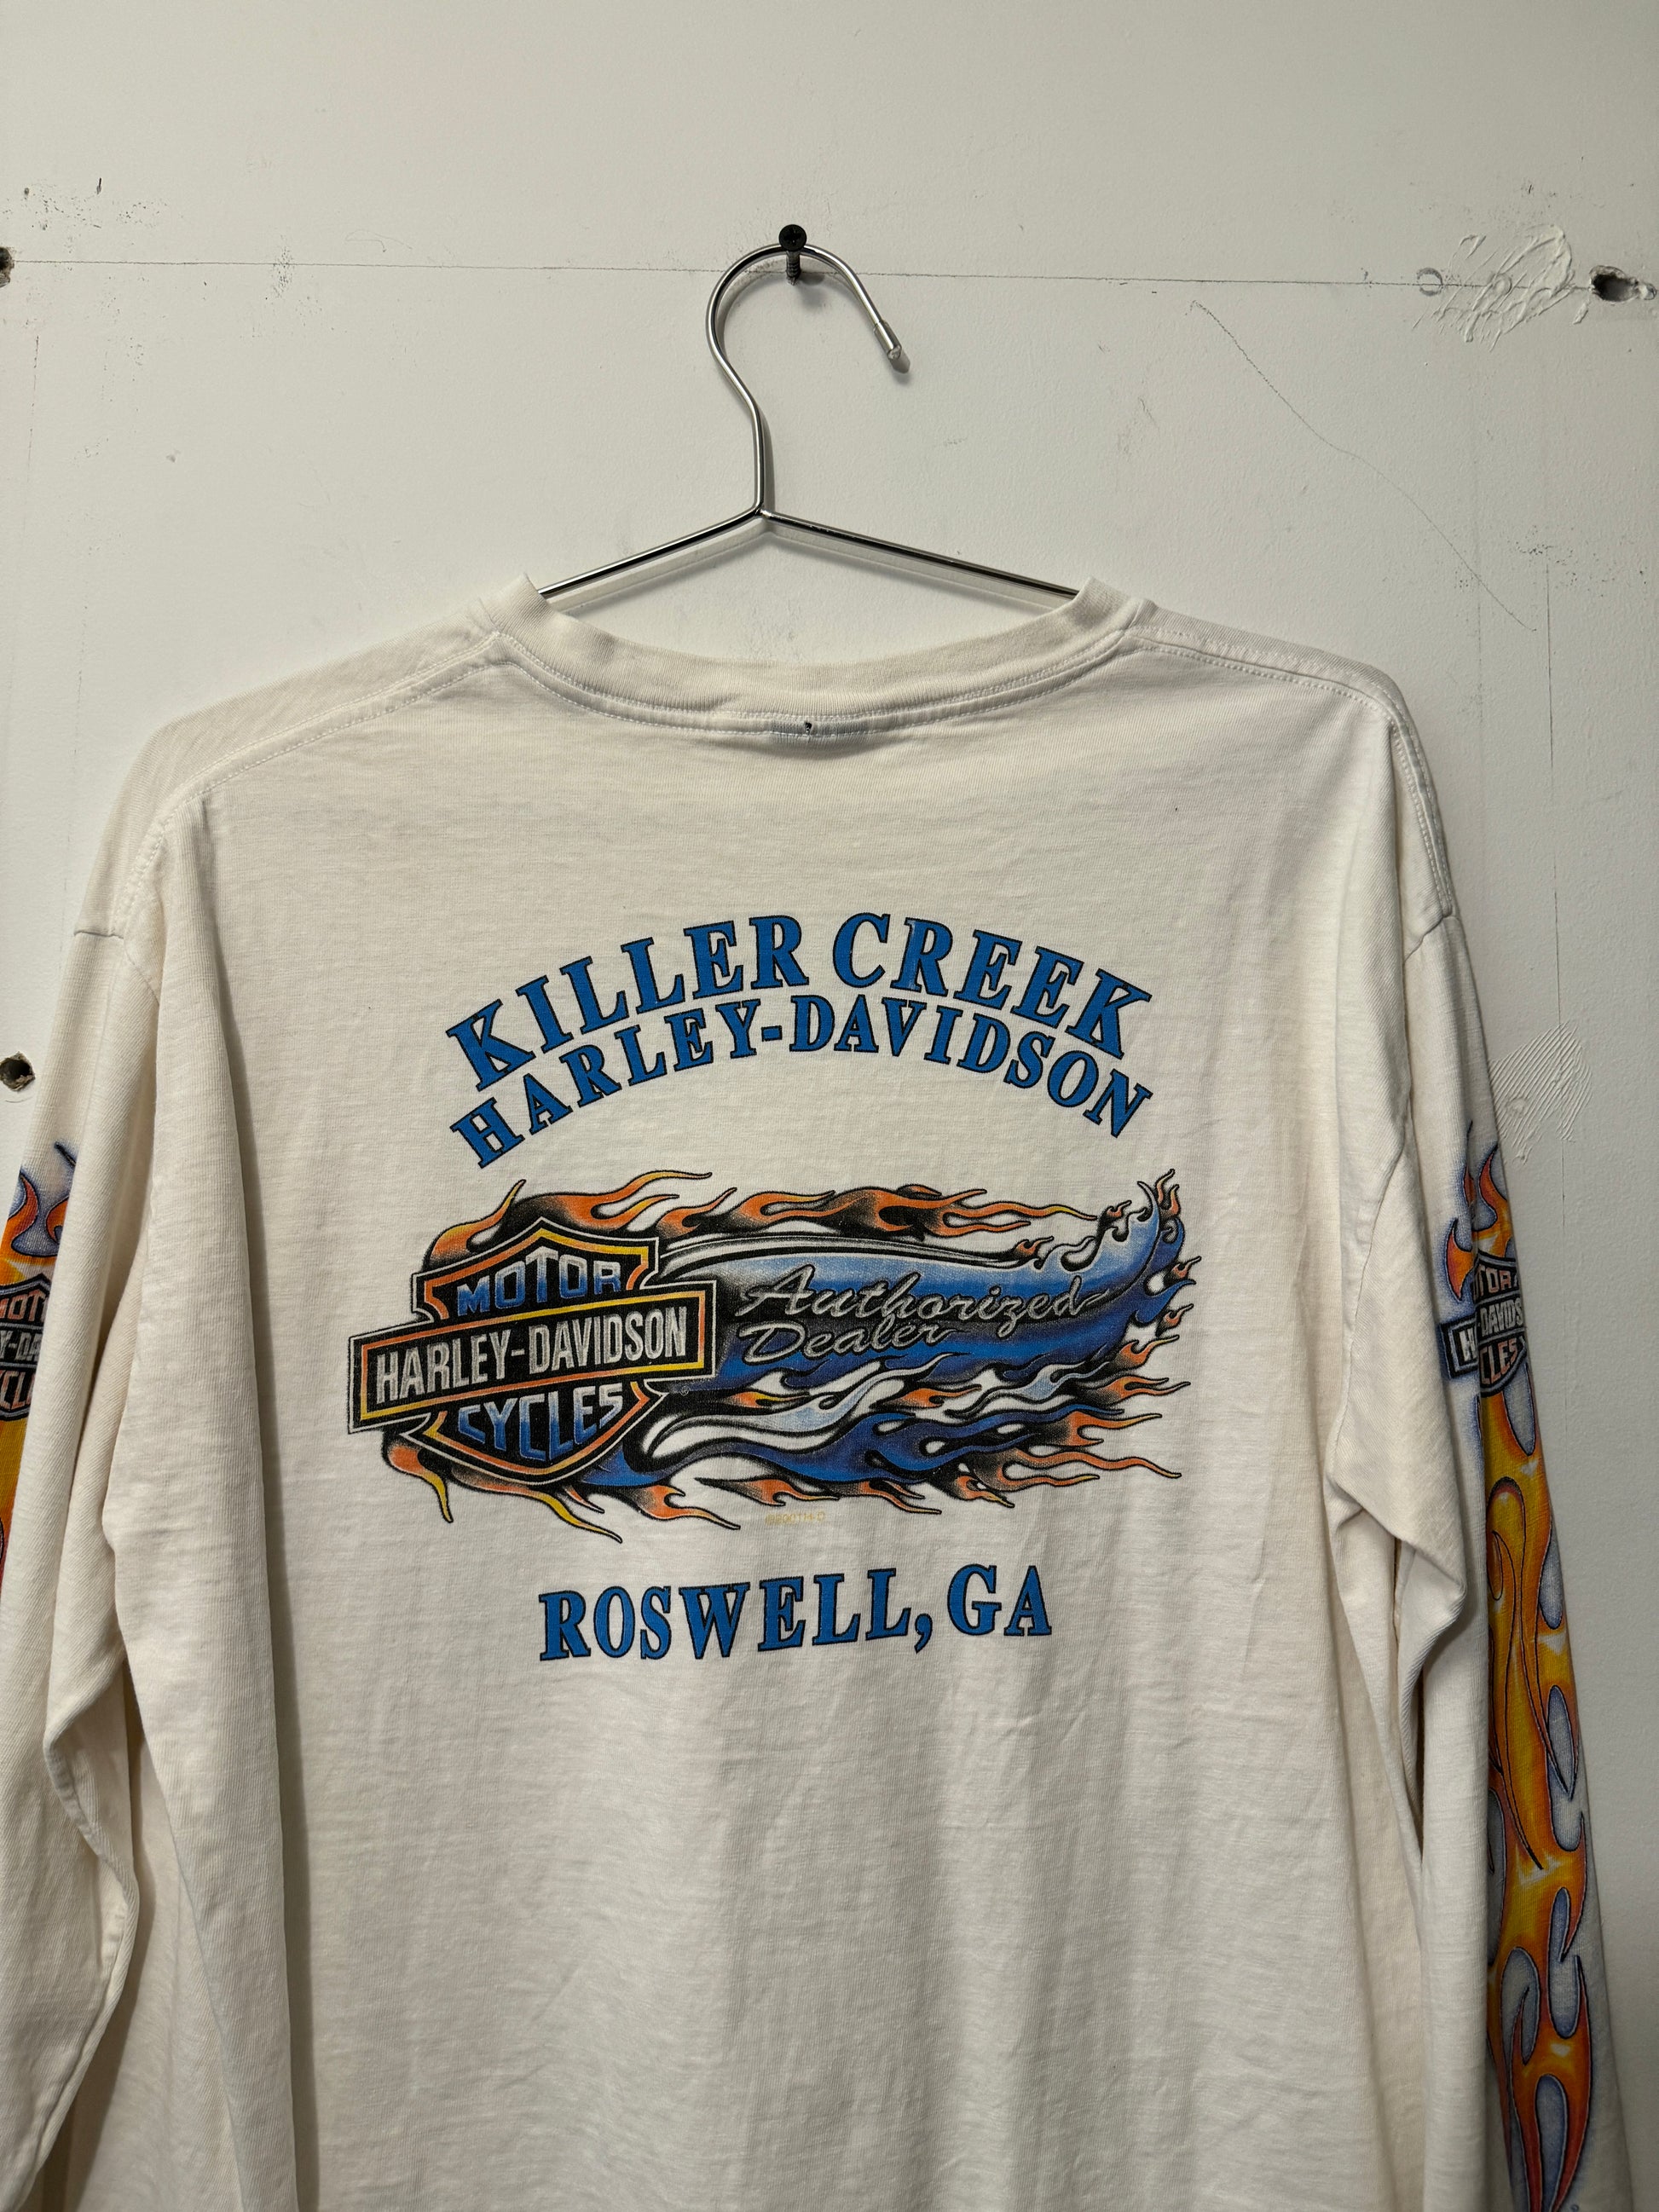 KILLER CREEK
HARLEY-DAVIDSON
MOTOR
HARLEY-DAVIDSON
CYCLES
Authorized
Dealer
ROSWELL, GA